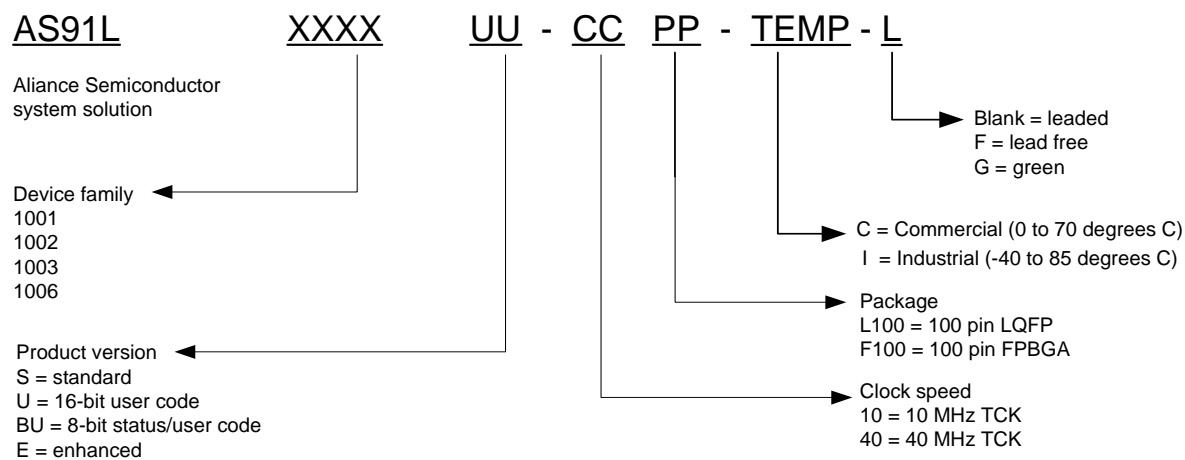 AS91L XXXX UU - CC PP - TEMP - L
Aliance Semiconductor
system solution
Blank = leaded
F = lead free
G = green
Device family
1001
1002
1003
1006
C = Commercial (0 to 70 degrees C)
I = Industrial (-40 to 85 degrees C)
Package
L100 = 100 pin LQFP
F100 = 100 pin FPBGA
Product version
S = standard
U = 16-bit user code
BU = 8-bit status/user code
E = enhanced
Clock speed
10 = 10 MHz TCK
40 = 40 MHz TCK